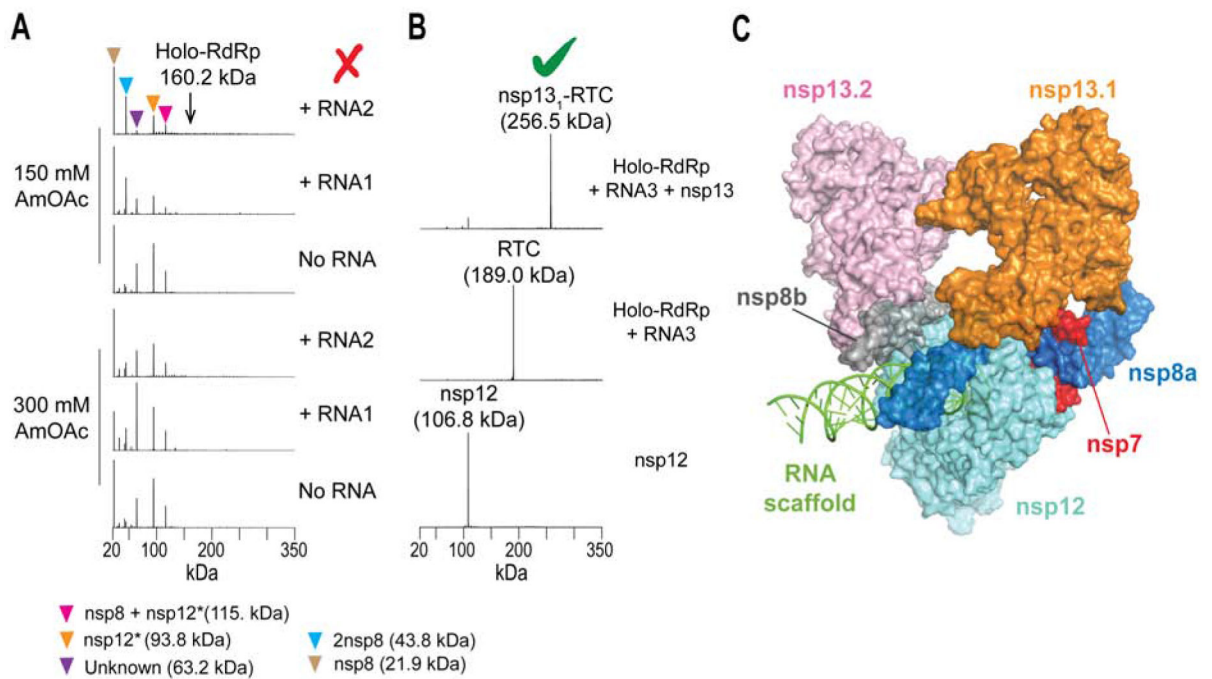 A
Holo-RdRp
160.2 kDa
+ RNA2
150 mM
AmOAc
+ RNA1
No RNA
+ RNA2
300 mM
AmOAc
+ RNA1
No RNA
20 100 200 350
kDa
nsp8 + nsp12*(115. kDa)
nsp12* (93.8 kDa)
Unknown (63.2 kDa)
2nsp8 (43.8 kDa)
nsp8 (21.9 kDa)
B
nsp13₁-RTC
(256.5 kDa)
Holo-RdRp
+ RNA3 + nsp13
RTC
(189.0 kDa)
Holo-RdRp
+ RNA3
nsp12
(106.8 kDa)
nsp12
20 100 200 350
kDa
C
nsp13.2
nsp13.1
nsp8b
nsp8a
nsp7
RNA
scaffold
nsp12